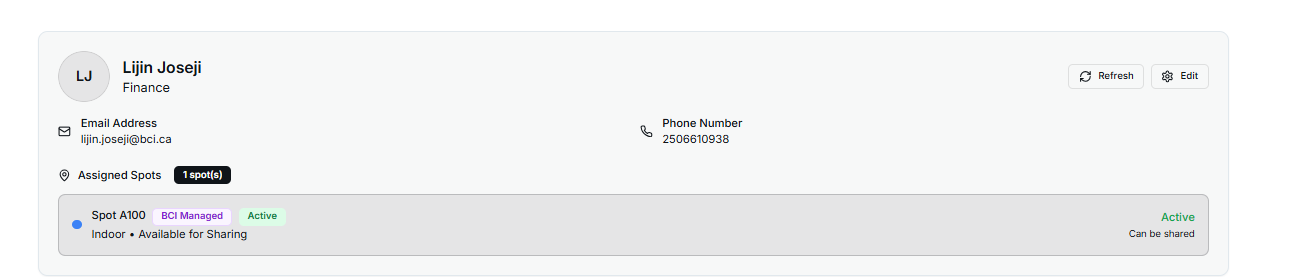 LJ
Lijin Joseji
Finance
Refresh
Edit
Email Address
lijin.joseji@bci.ca
Phone Number
2506610938
Assigned Spots 1 spot(s)
Spot A100 BCI Managed Active
Indoor • Available for Sharing
Active
Can be shared